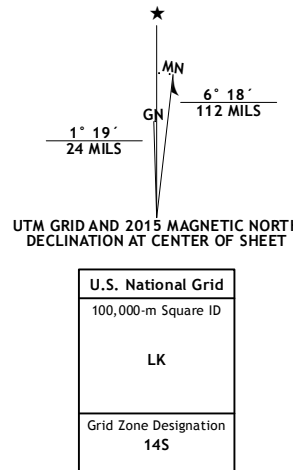 MN
GN
6° 18´
112 MILS
1° 19´
24 MILS
UTM GRID AND 2015 MAGNETIC NORTH
DECLINATION AT CENTER OF SHEET
U.S. National Grid
100,000-m Square ID
LK
Grid Zone Designation
14S